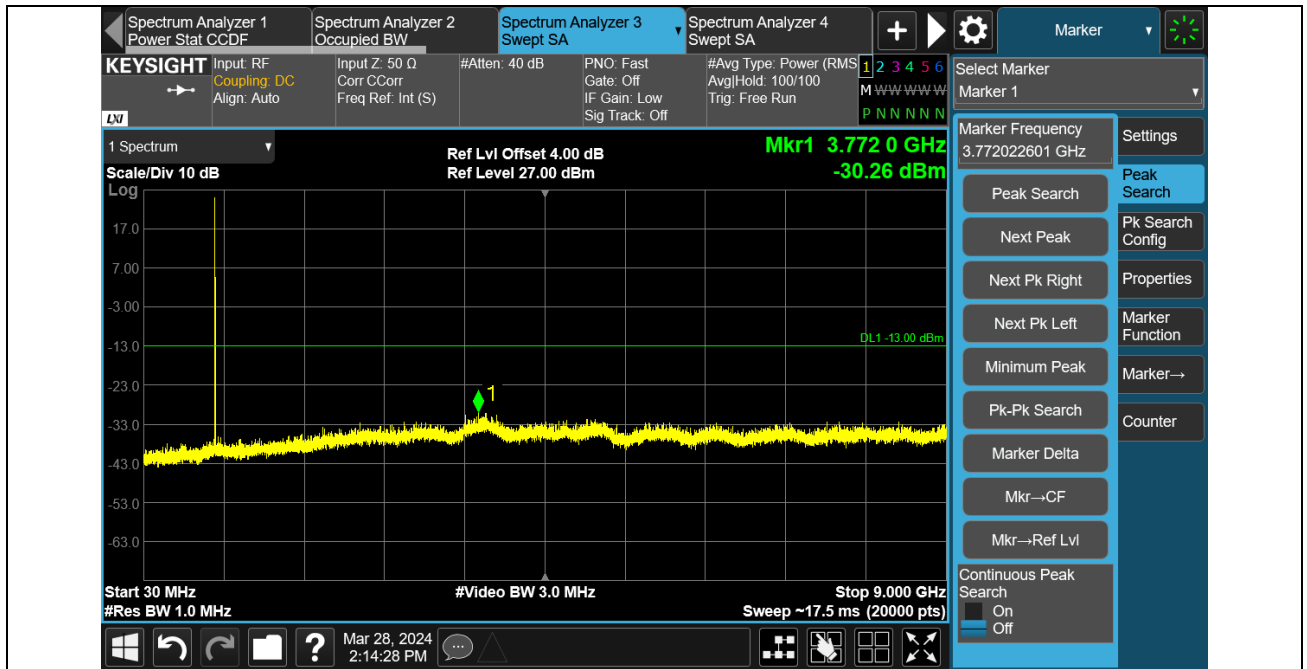 Spectrum Analyzer 1
Power Stat CCDF
Spectrum Analyzer 2
Occupied BW
Spectrum Analyzer 3
Swept SA
Spectrum Analyzer 4
Swept SA
+
Marker
KEYSIGHT
LXI
Input: RF
Coupling: DC
Align: Auto
Input Z: 50 Ω
Corr CCorr
Freq Ref: Int (S)
#Atten: 40 dB
PNO: Fast
Gate: Off
IF Gain: Low
Sig Track: Off
#Avg Type: Power (RMS
Avg|Hold: 100/100
Trig: Free Run
1 2 3 4 5 6
M W W W W W
P N N N N N
Select Marker
Marker 1
1 Spectrum
Scale/Div 10 dB
Log
Ref Lvl Offset 4.00 dB
Ref Level 27.00 dBm
Mkr1 3.772 0 GHz
-30.26 dBm
17.0
7.00
-3.00
-13.0
-23.0
-33.0
-43.0
-53.0
-63.0
DL1 -13.00 dBm
1
Start 30 MHz
#Res BW 1.0 MHz
#Video BW 3.0 MHz
Stop 9.000 GHz
Sweep ~17.5 ms (20000 pts)
Marker Frequency
3.772022601 GHz
Peak Search
Next Peak
Next Pk Right
Next Pk Left
Minimum Peak
Pk-Pk Search
Marker Delta
Mkr→CF
Mkr→Ref Lvl
Continuous Peak
Search
On
Off
Settings
Peak
Search
Pk Search
Config
Properties
Marker
Function
Marker→
Counter
?
Mar 28, 2024
2:14:28 PM